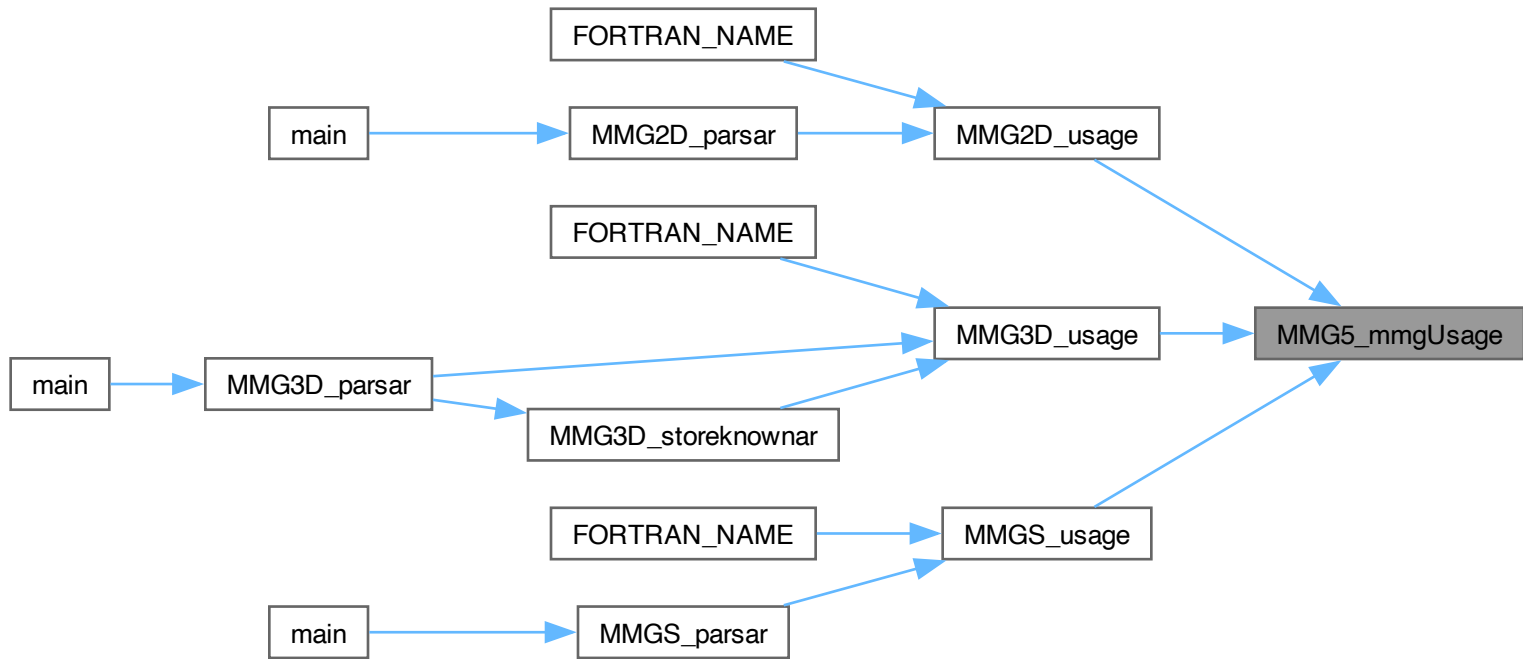 FORTRAN_NAME
main
MMG2D_parsar
MMG2D_usage
FORTRAN_NAME
MMG3D_usage
MMG5_mmgUsage
main
MMG3D_parsar
MMG3D_storeknownar
FORTRAN_NAME
MMGS_usage
main
MMGS_parsar